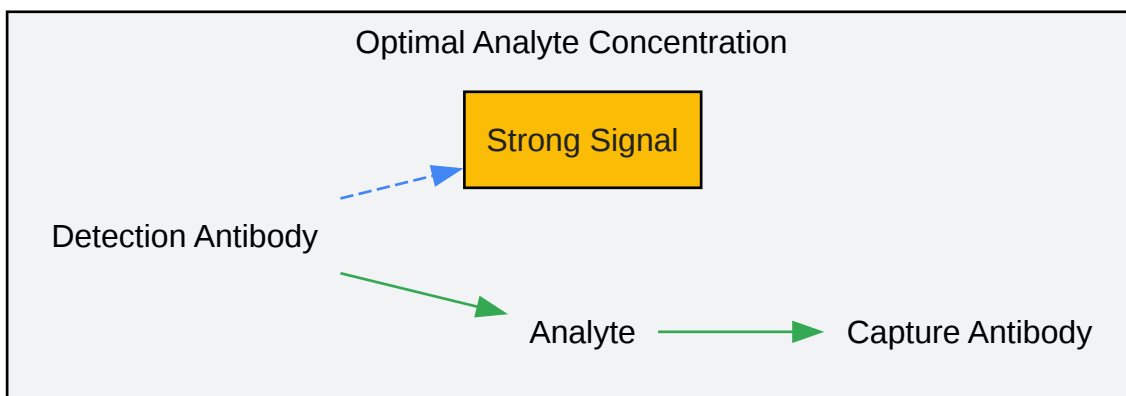 Optimal Analyte Concentration
Strong Signal
Detection Antibody
Analyte
Capture Antibody